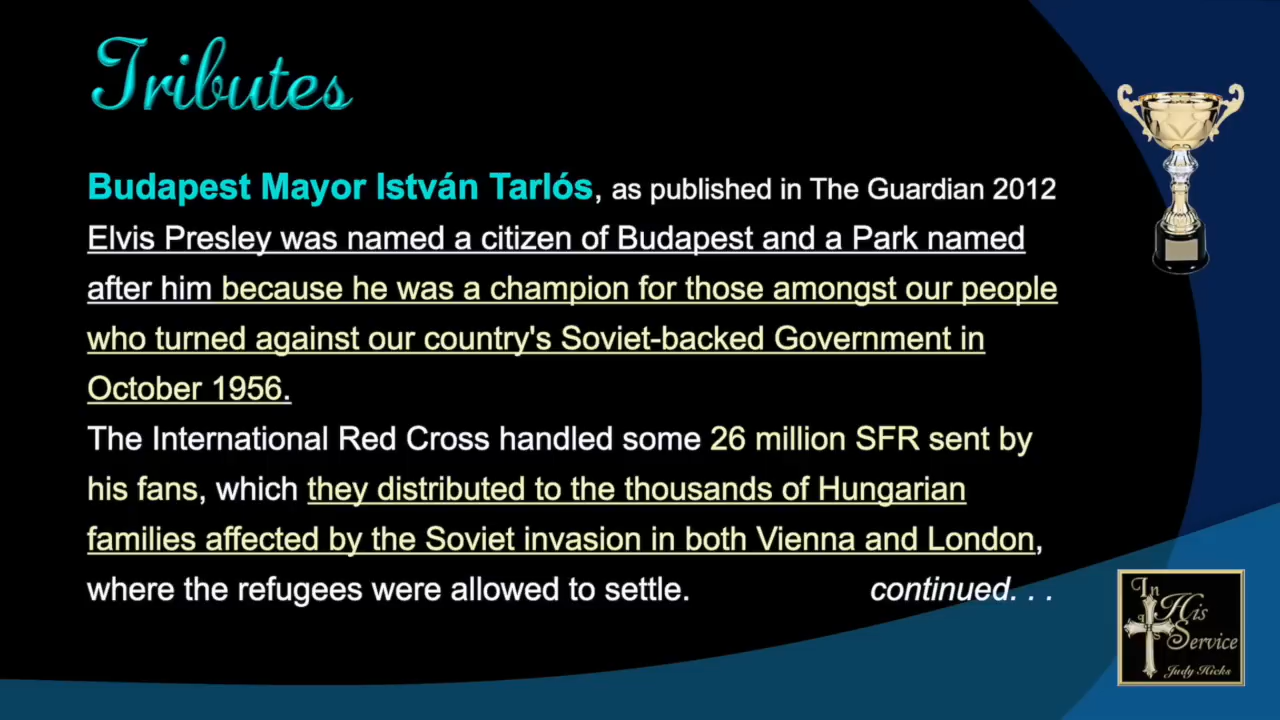 Tributes
Budapest Mayor István Tarlós, as published in The Guardian 2012
Elvis Presley was named a citizen of Budapest and a Park named
after him because he was a champion for those amongst our people
who turned against our country's Soviet-backed Government in
October 1956.
The International Red Cross handled some 26 million SFR sent by
his fans, which they distributed to the thousands of Hungarian
families affected by the Soviet invasion in both Vienna and London,
where the refugees were allowed to settle. continued. . .
In
His
Service
Judy Hicks